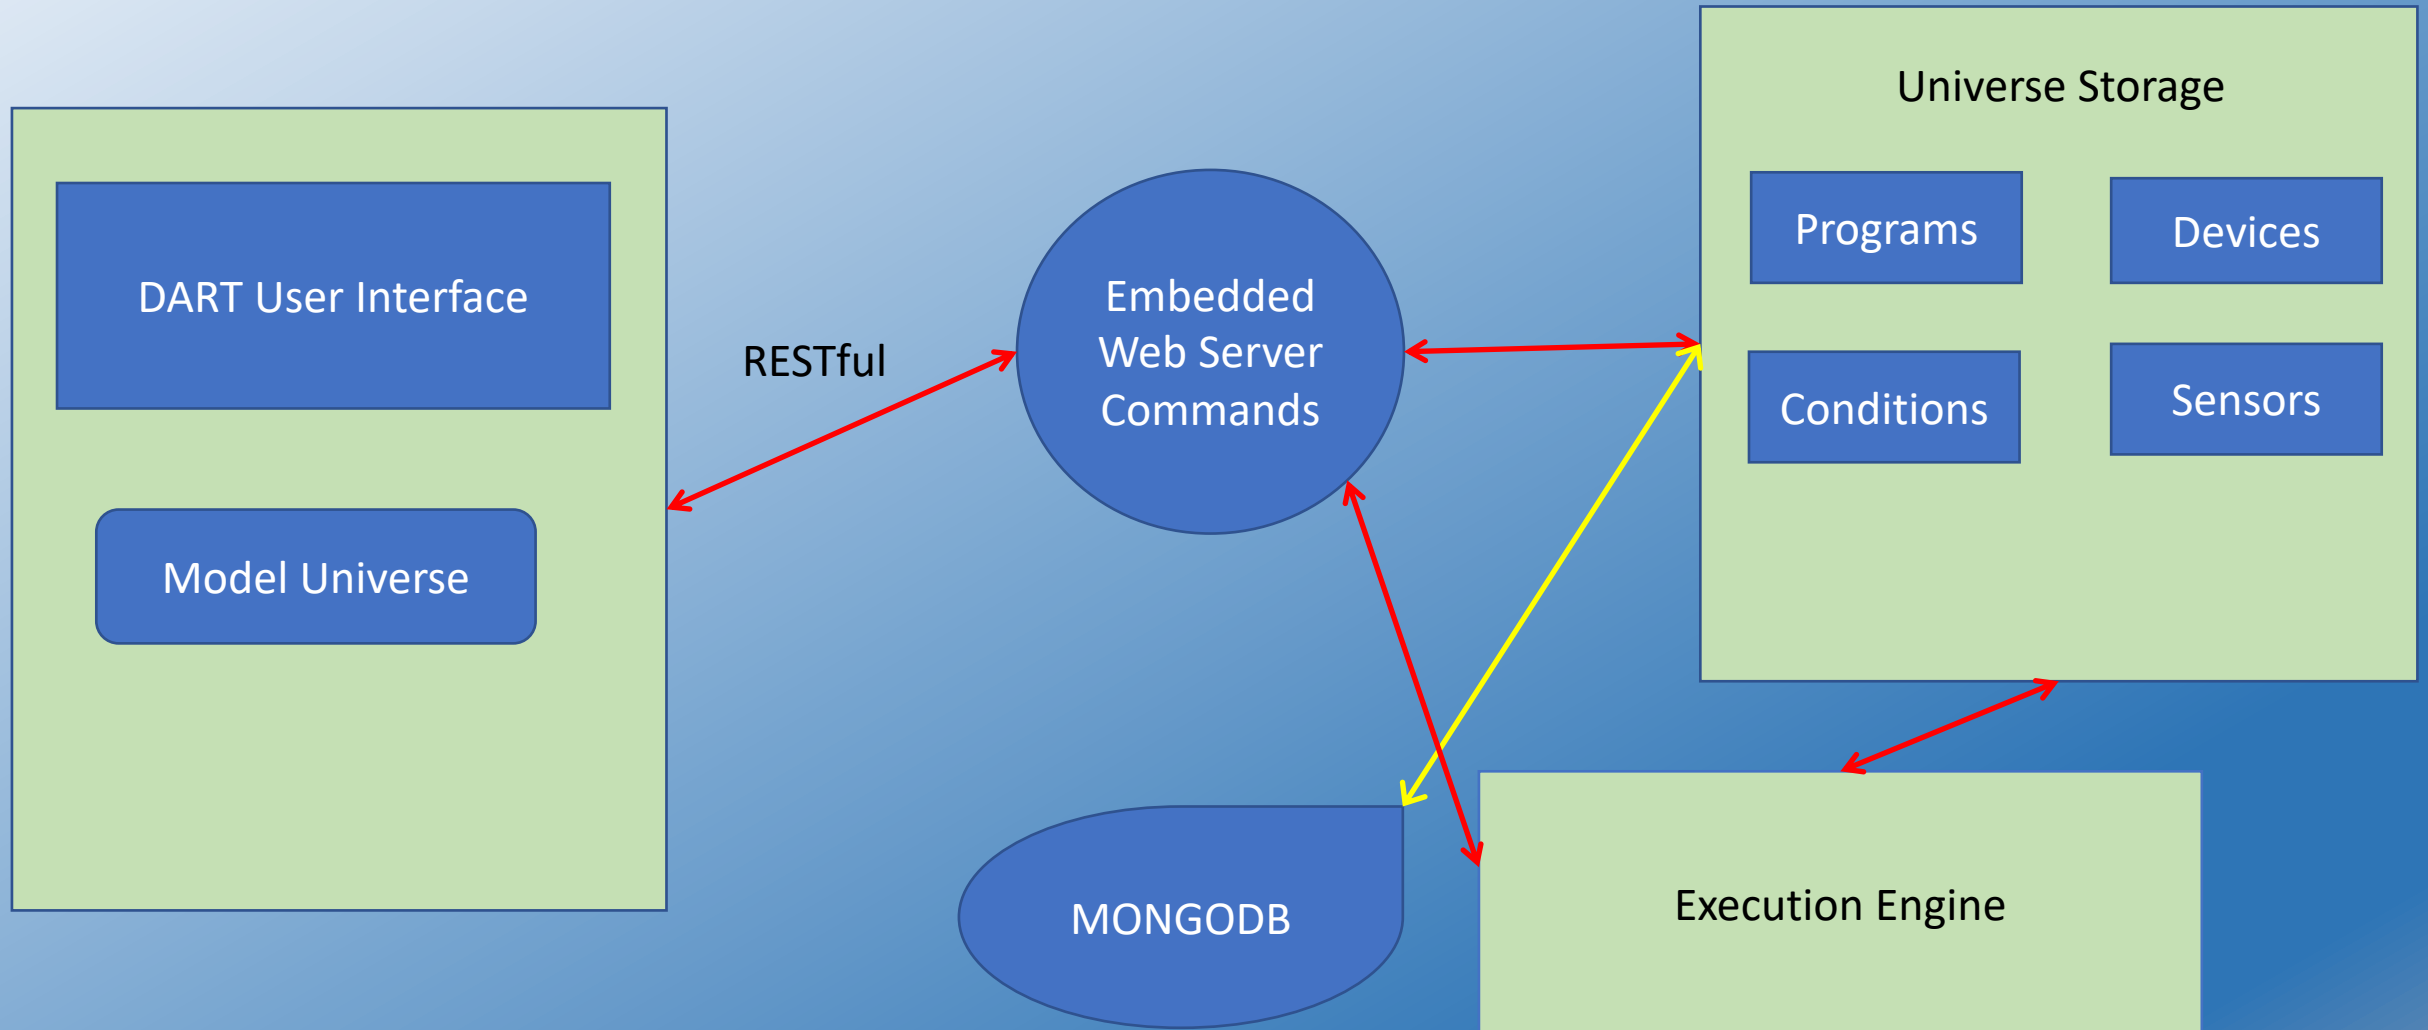 DART User Interface
Model Universe
RESTful
Embedded
Web Server
Commands
Universe Storage
Programs
Devices
Conditions
Sensors
MONGODB
Execution Engine